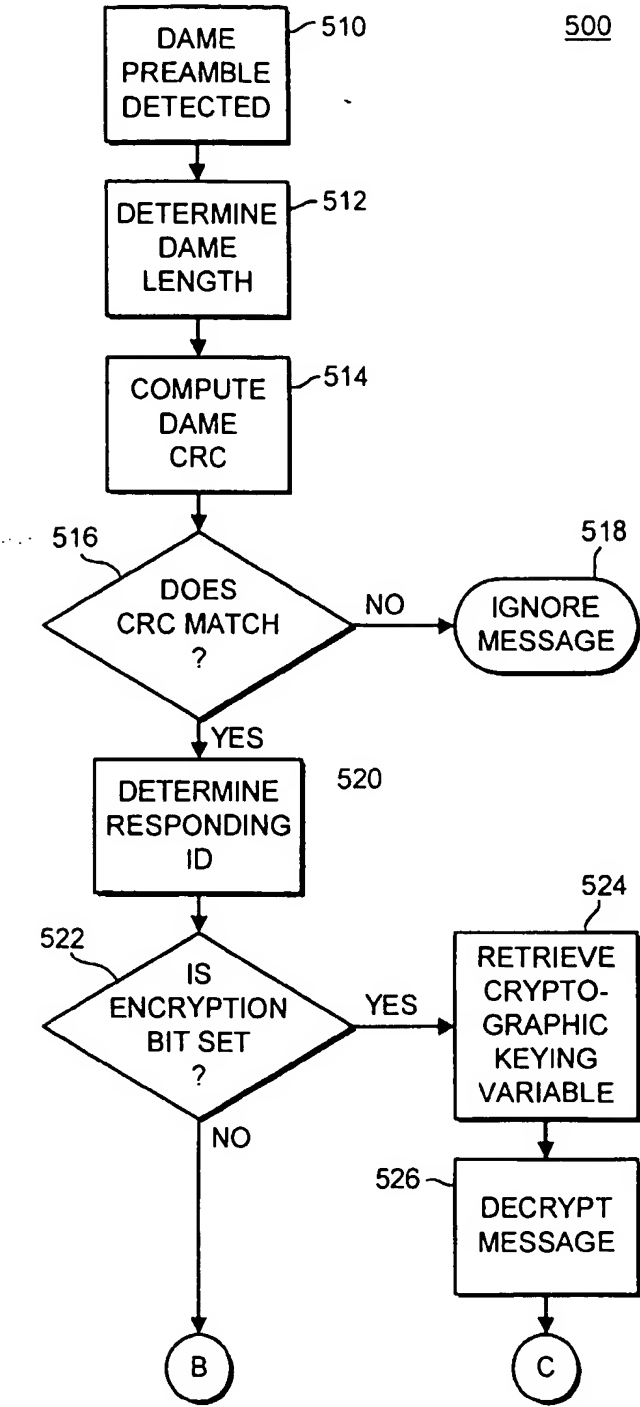 500
510
DAME
PREAMBLE
DETECTED
512
DETERMINE
DAME
LENGTH
514
COMPUTE
DAME
CRC
516
DOES
CRC MATCH
?
NO
518
IGNORE
MESSAGE
YES
520
DETERMINE
RESPONDING
ID
522
IS
ENCRYPTION
BIT SET
?
YES
524
RETRIEVE
CRYPTO-
GRAPHIC
KEYING
VARIABLE
NO
526
DECRYPT
MESSAGE
B
C